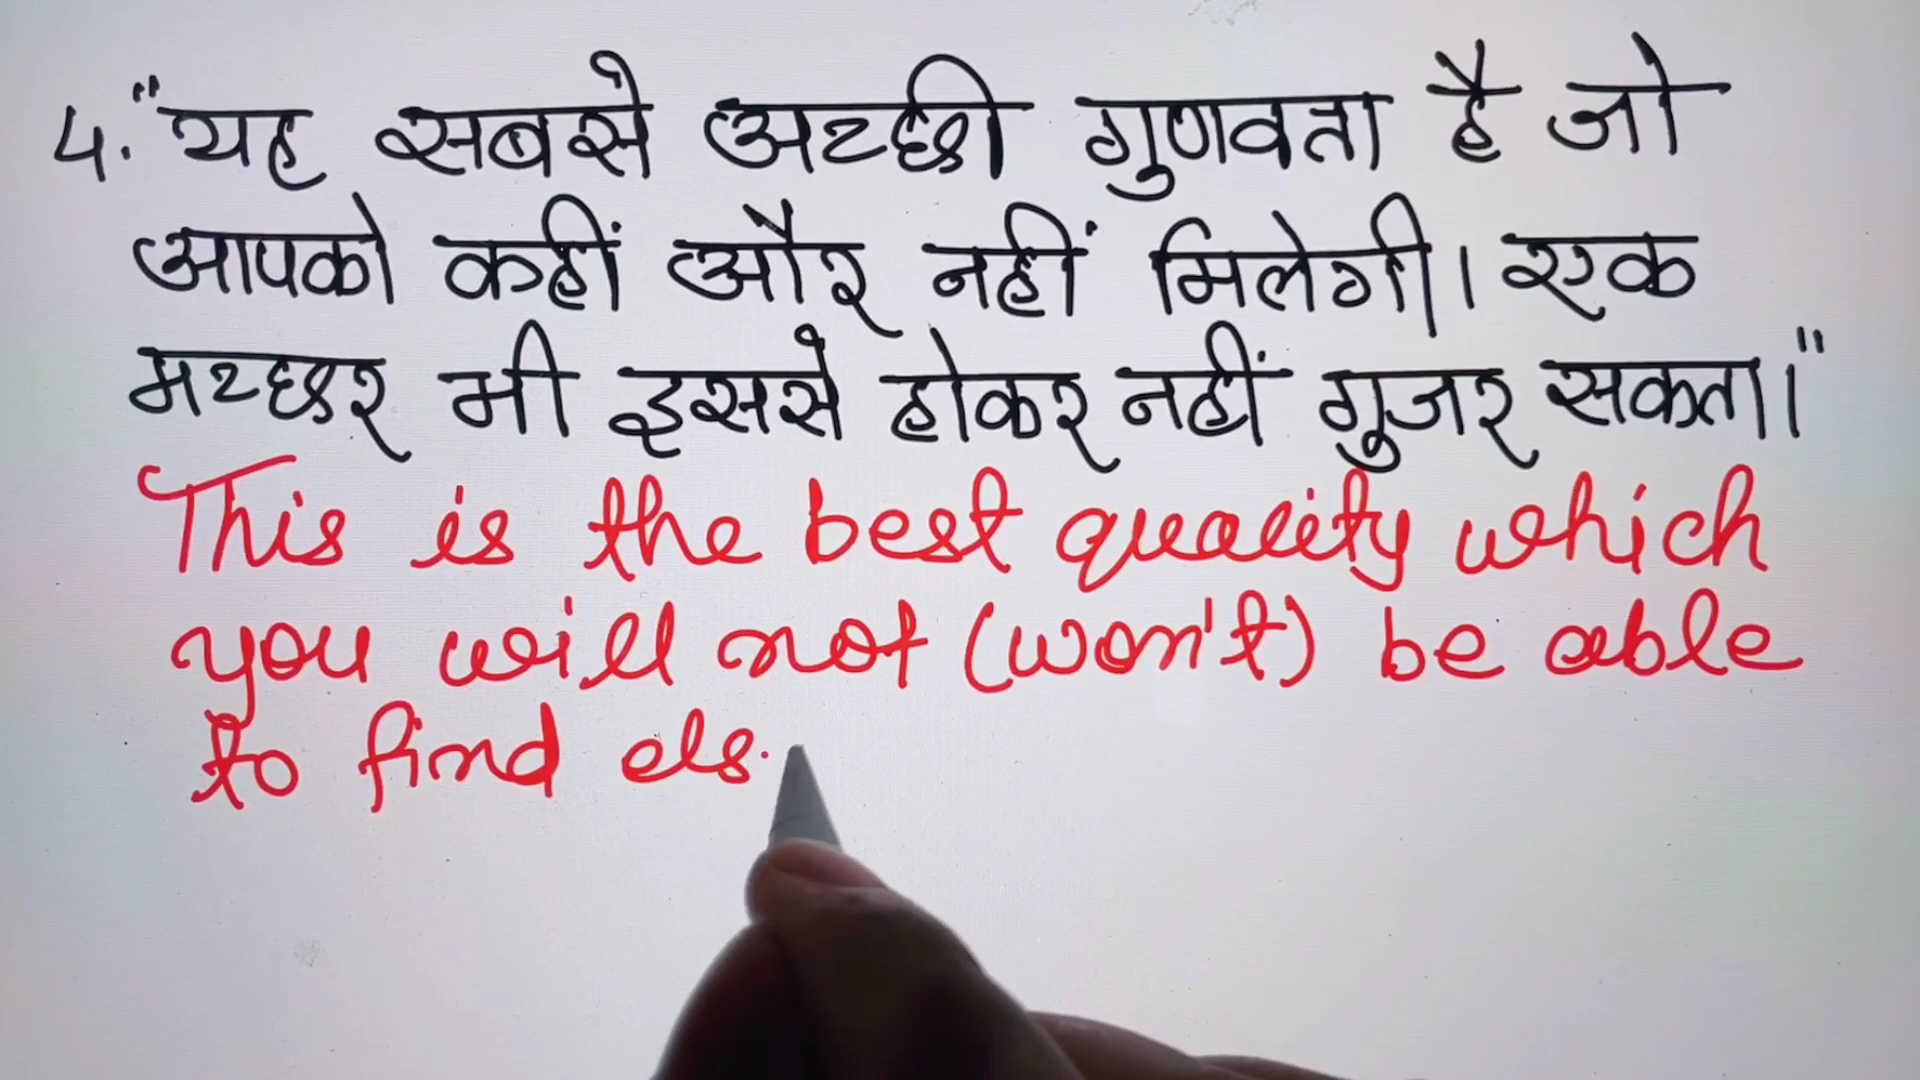 4. "यह सबसे अच्छी गुणवता है जो
आपको कहीं और नहीं मिलेगी। एक
मच्छर भी इससे होकर नहीं गुजर सकता।"
This is the best quality which
you will not (won't) be able
to find els